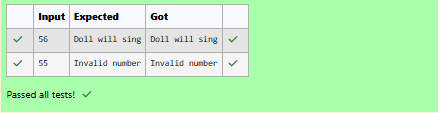 Input Expected Got
56 Doll will sing Doll will sing
55 Invalid number Invalid number
Passed all tests!